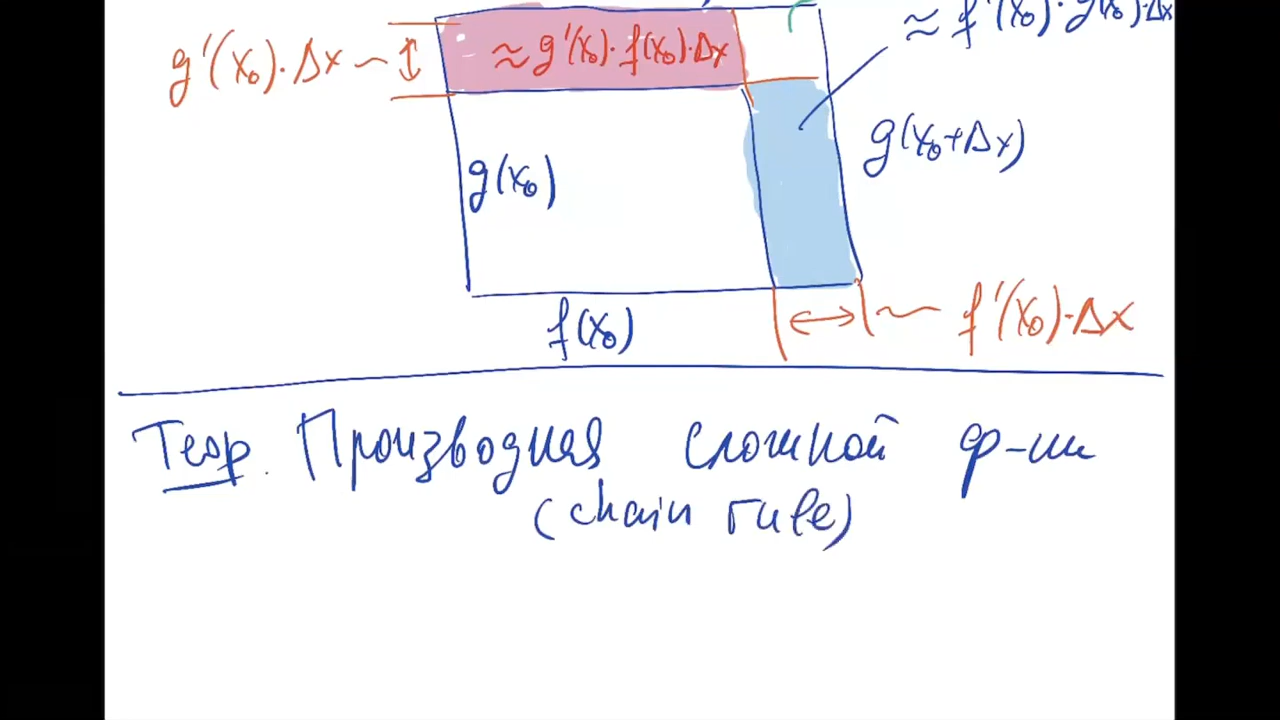 ≈ f'(x₀)·g(x₀)·Δx
g'(x₀)·Δx
≈ g'(x₀)·f(x₀)·Δx
g(x₀+Δx)
g(x₀)
f(x₀)
f'(x₀)·Δx
Теор. Производная сложной ф-ии
(chain rule)